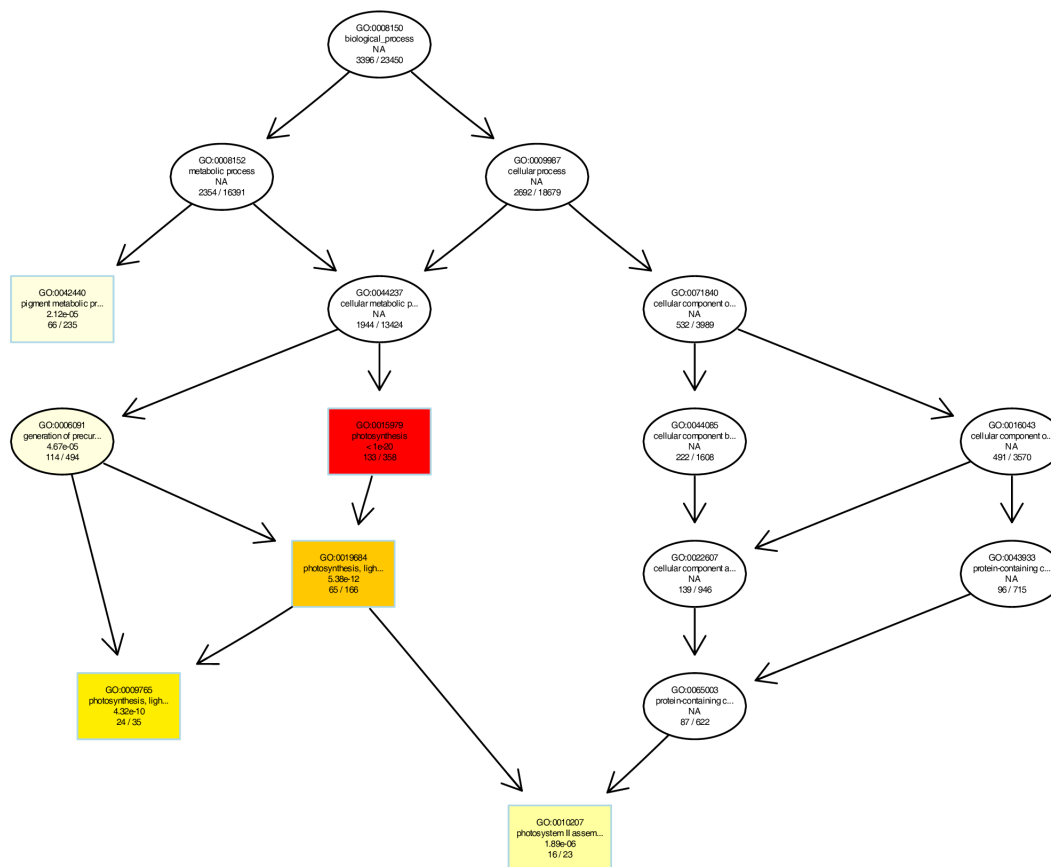 GO:0008150
biological_process
NA
3396 / 23450
GO:0008152
metabolic process
NA
2354 / 16391
GO:0009987
cellular process
NA
2692 / 18679
GO:0042440
pigment metabolic pr...
2.12e-05
66 / 235
GO:0044237
cellular metabolic p...
NA
1944 / 13424
GO:0071840
cellular component o...
NA
532 / 3989
GO:0006091
generation of precur...
4.67e-05
114 / 494
GO:0015979
photosynthesis
<1e-20
133 / 358
GO:0044085
cellular component b...
NA
222 / 1608
GO:0016043
cellular component o...
NA
491 / 3570
GO:0019684
photosynthesis, ligh...
5.38e-12
65 / 166
GO:0022607
cellular component a...
NA
139 / 946
GO:0043933
protein-containing c...
NA
96 / 715
GO:0009765
photosynthesis, ligh...
4.32e-10
24 / 35
GO:0065003
protein-containing c...
NA
87 / 622
GO:0010207
photosystem II assem...
1.89e-06
16 / 23